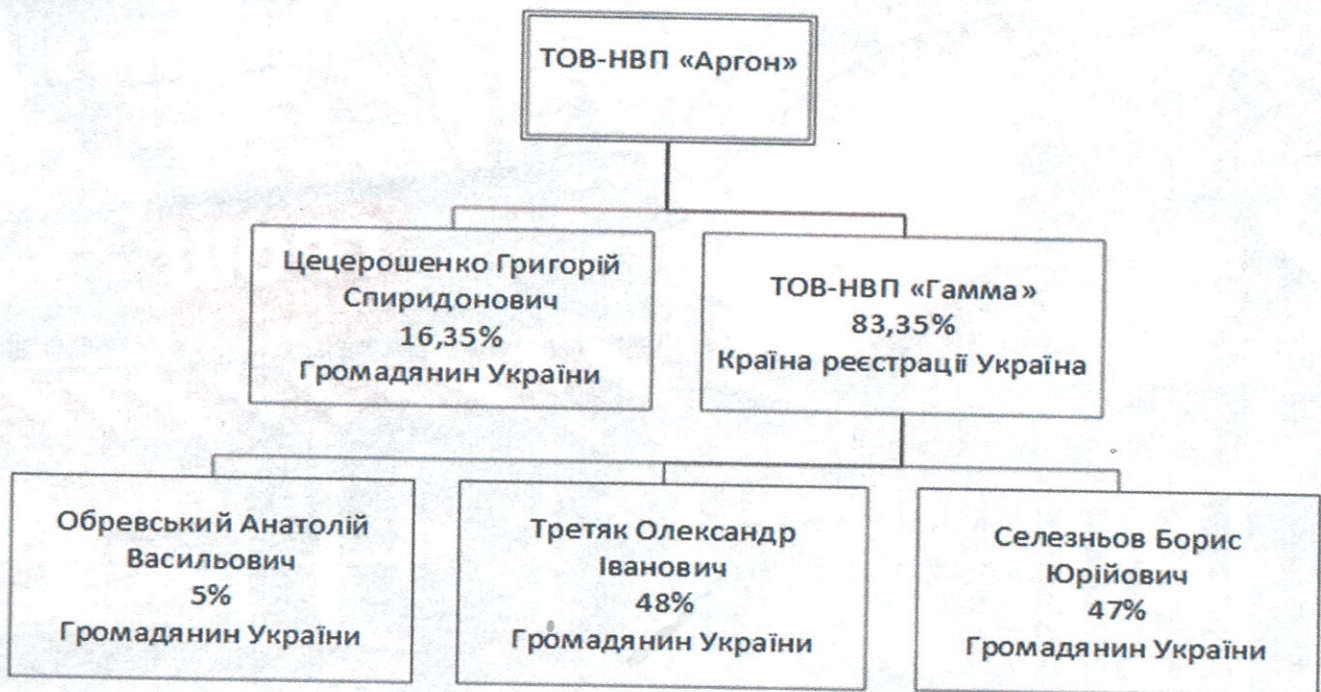 ТОВ-НВП «Аргон»
Цецерошенко Григорій
Спиридонович
16,35%
Громадянин України
ТОВ-НВП «Гамма»
83,35%
Країна реєстрації Україна
Обревський Анатолій
Васильович
5%
Громадянин України
Третяк Олександр
Іванович
48%
Громадянин України
Селезньов Борис
Юрійович
47%
Громадянин України